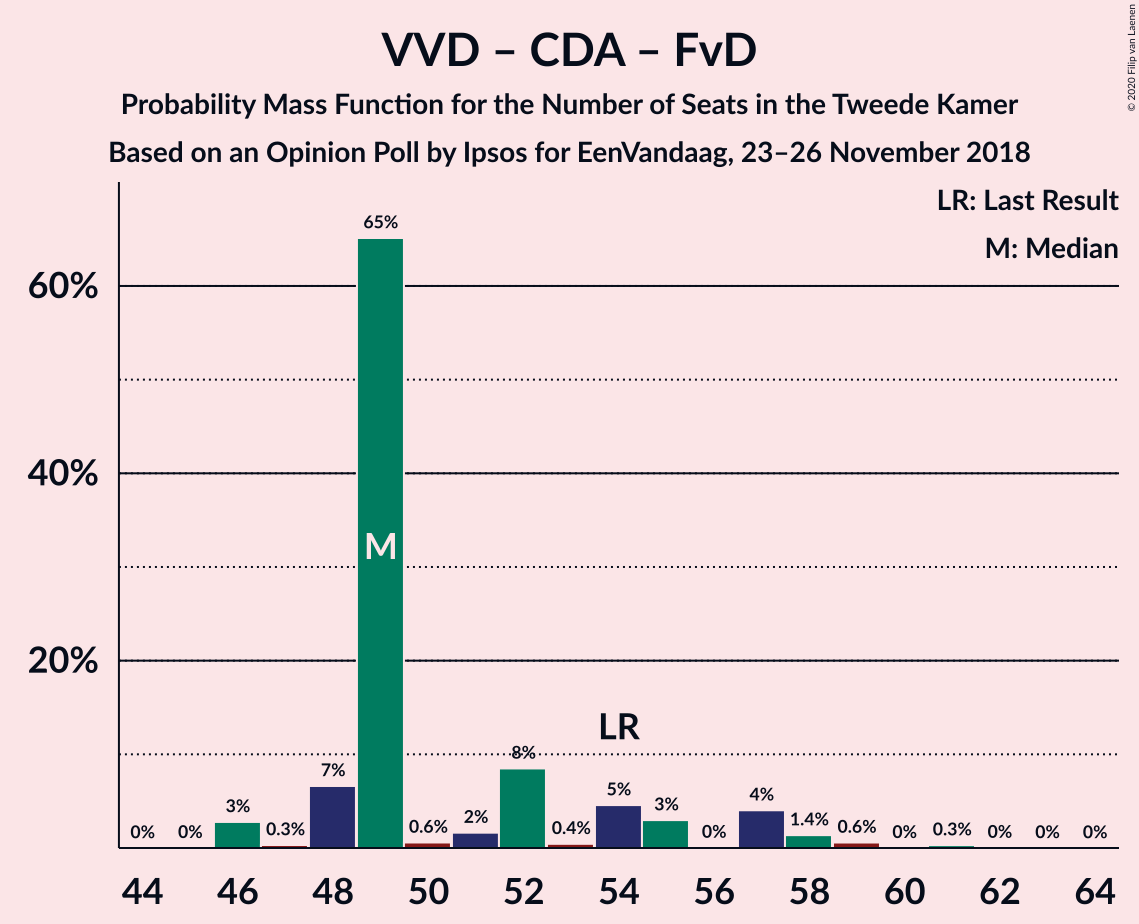 VVD – CDA – FvD
Probability Mass Function for the Number of Seats in the Tweede Kamer
Based on an Opinion Poll by Ipsos for EenVandaag, 23–26 November 2018
© 2020 Filip van Laenen
LR: Last Result
M: Median
60%
40%
20%
0% 0% 3% 0.3% 7% 65% 0.6% 2% 8% 0.4% 5% 3% 0% 4% 1.4% 0.6% 0% 0.3% 0% 0% 0%
M
LR
44 46 48 50 52 54 56 58 60 62 64